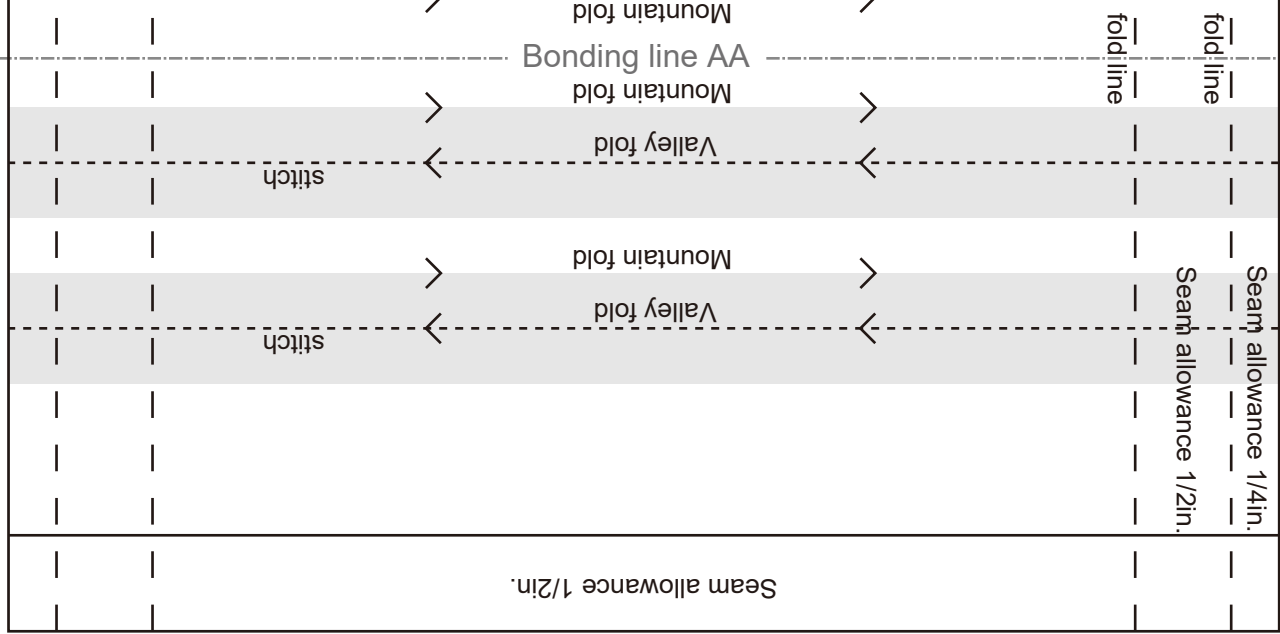 Mountain fold
Bonding line AA
Mountain fold
fold line
fold line
Valley fold
stitch
Mountain fold
Valley fold
stitch
Seam allowance 1/2in.
Seam allowance 1/4in.
Seam allowance 1/2in.